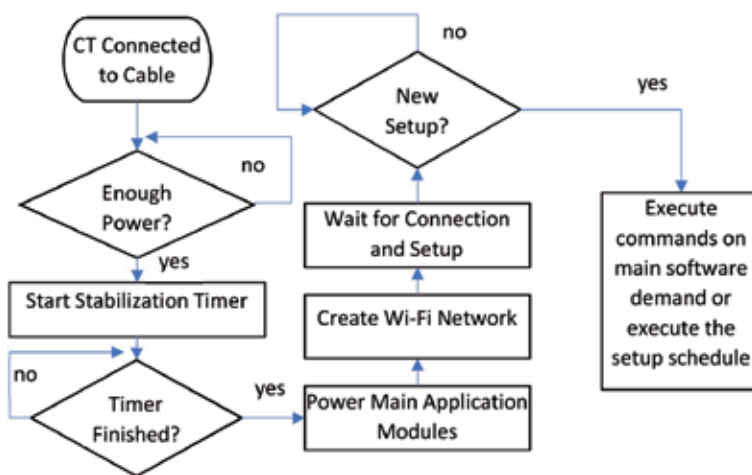 CT Connected
to Cable
no
Enough
Power?
yes
Start Stabilization Timer
no
Timer
Finished?
yes
Power Main Application
Modules
Create Wi-Fi Network
Wait for Connection
and Setup
no
New
Setup?
yes
Execute
commands on
main software
demand or
execute the
setup schedule